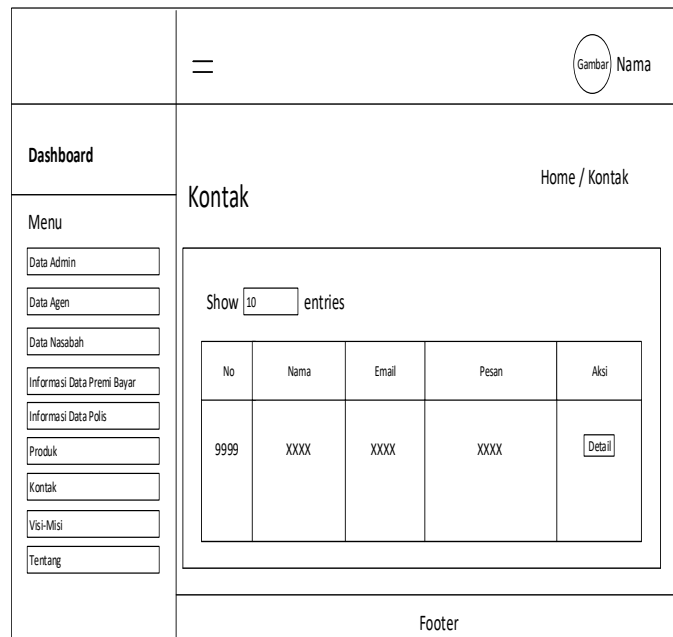 Gambar Nama
Dashboard
Menu
Data Admin
Data Agen
Data Nasabah
Informasi Data Premi Bayar
Informasi Data Polis
Produk
Kontak
Visi-Misi
Tentang
Kontak
Home / Kontak
Show 10 entries
No Nama Email Pesan Aksi
9999 XXXX XXXX XXXX Detail
Footer